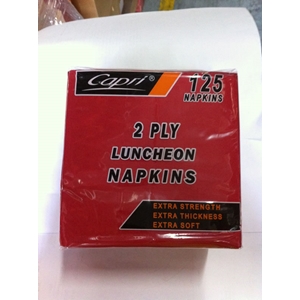 Capri®
125
NAPKINS
2 PLY
LUNCHEON
NAPKINS
EXTRA STRENGTH
EXTRA THICKNESS
EXTRA SOFT